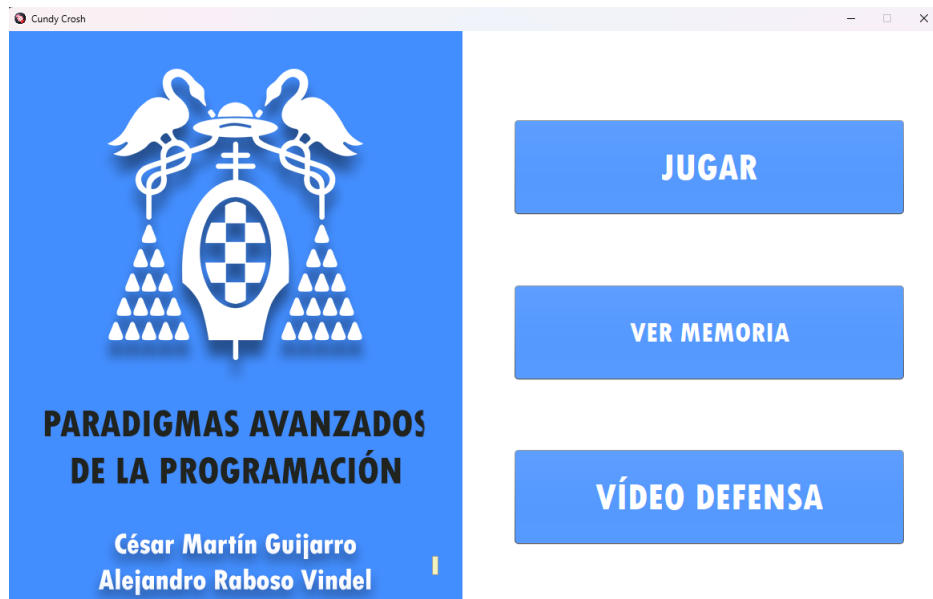 Cundy Crosh
PARADIGMAS AVANZADOS
DE LA PROGRAMACIÓN
César Martín Guijarro
Alejandro Raboso Vindel
JUGAR
VER MEMORIA
VÍDEO DEFENSA